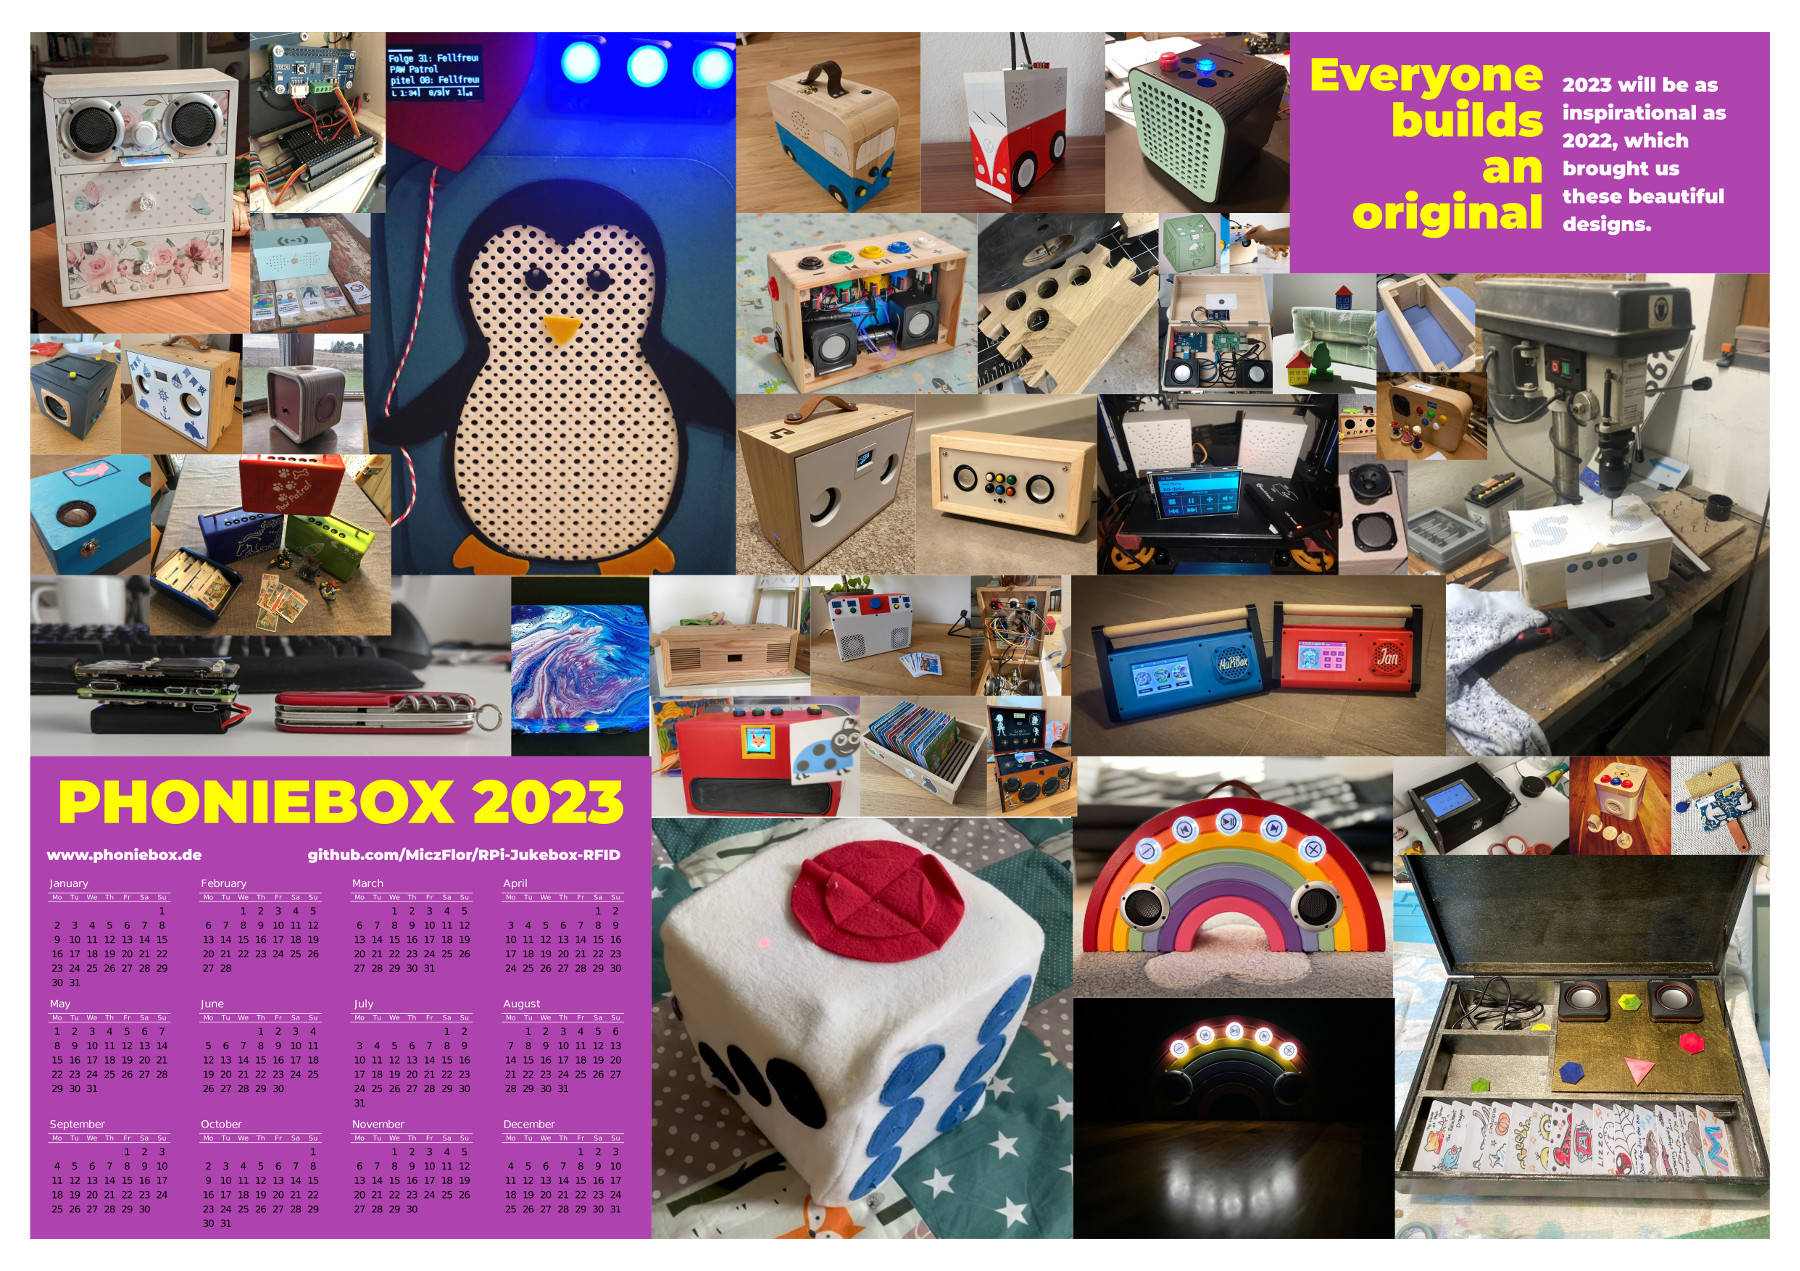 Folge 31: Fellfreu
PAW Patrol
pitel 08: Fellfreu
L 1:34| 8/9|V 1|
Everyone
builds
an
original
2023 will be as
inspirational as
2022, which
brought us
these beautiful
designs.
Paw Patrol
MuPiBox
Jan
PHONIEBOX 2023
www.phoniebox.de
github.com/MiczFlor/RPi-Jukebox-RFID
January
Mo Tu We Th Fr Sa Su
1
2 3 4 5 6 7 8
9 10 11 12 13 14 15
16 17 18 19 20 21 22
23 24 25 26 27 28 29
30 31
February
Mo Tu We Th Fr Sa Su
1 2 3 4 5
6 7 8 9 10 11 12
13 14 15 16 17 18 19
20 21 22 23 24 25 26
27 28
March
Mo Tu We Th Fr Sa Su
1 2 3 4 5
6 7 8 9 10 11 12
13 14 15 16 17 18 19
20 21 22 23 24 25 26
27 28 29 30 31
April
Mo Tu We Th Fr Sa Su
1 2
3 4 5 6 7 8 9
10 11 12 13 14 15 16
17 18 19 20 21 22 23
24 25 26 27 28 29 30
May
Mo Tu We Th Fr Sa Su
1 2 3 4 5 6 7
8 9 10 11 12 13 14
15 16 17 18 19 20 21
22 23 24 25 26 27 28
29 30 31
June
Mo Tu We Th Fr Sa Su
1 2 3 4
5 6 7 8 9 10 11
12 13 14 15 16 17 18
19 20 21 22 23 24 25
26 27 28 29 30
July
Mo Tu We Th Fr Sa Su
1 2
3 4 5 6 7 8 9
10 11 12 13 14 15 16
17 18 19 20 21 22 23
24 25 26 27 28 29 30
31
August
Mo Tu We Th Fr Sa Su
1 2 3 4 5 6
7 8 9 10 11 12 13
14 15 16 17 18 19 20
21 22 23 24 25 26 27
28 29 30 31
September
Mo Tu We Th Fr Sa Su
1 2 3
4 5 6 7 8 9 10
11 12 13 14 15 16 17
18 19 20 21 22 23 24
25 26 27 28 29 30
October
Mo Tu We Th Fr Sa Su
1
2 3 4 5 6 7 8
9 10 11 12 13 14 15
16 17 18 19 20 21 22
23 24 25 26 27 28 29
30 31
November
Mo Tu We Th Fr Sa Su
1 2 3 4 5
6 7 8 9 10 11 12
13 14 15 16 17 18 19
20 21 22 23 24 25 26
27 28 29 30
December
Mo Tu We Th Fr Sa Su
1 2 3
4 5 6 7 8 9 10
11 12 13 14 15 16 17
18 19 20 21 22 23 24
25 26 27 28 29 30 31